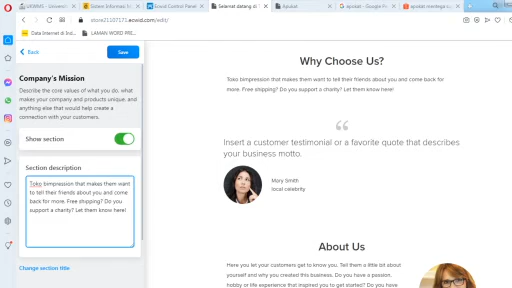 Sistem Informasi
Ecwid Control Panel
Selamat datang di
Apukat
apukat - Google
apukat mentega
store21107171.ecwid.com/edit/
Data Internet di Ind...
LAMAN WORD PRE...
Back
Save
Company's Mission
Describe the core values of what you do, what
makes your company and products unique, and
anything else that would help create a
connection with your customers.
Show section
Section description
Toko bimpression that makes them want
to tell their friends about you and come
back for more. Free shipping? Do you
support a charity? Let them know here!
Change section title
Why Choose Us?
Toko bimpression that makes them want to tell their friends about you and come back for
more. Free shipping? Do you support a charity? Let them know here!
“
Insert a customer testimonial or a favorite quote that describes
your business motto.
Mary Smith
local celebrity
About Us
Here you let your customers get to know you. Tell them a little bit about
yourself and why you created this business. Do you have a passion,
hobby or life experience that inspired you to get started? Do you have